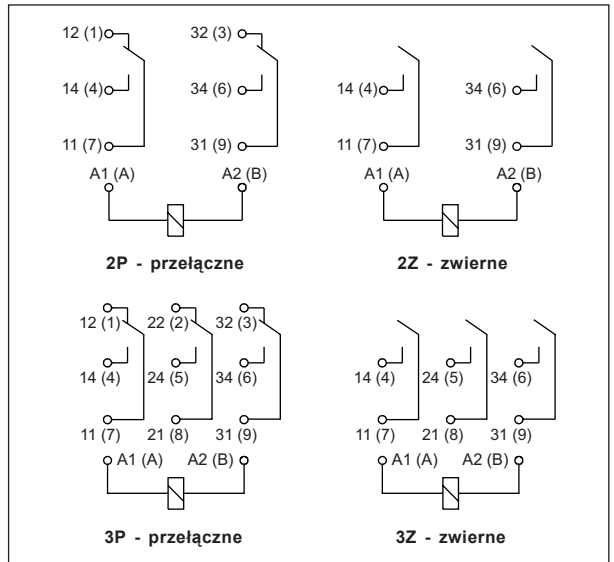 12 (1) 32 (3)
14 (4) 34 (6) 14 (4) 34 (6)
11 (7) 31 (9) 11 (7) 31 (9)
A1 (A) A2 (B) A1 (A) A2 (B)
2P - przełączne 2Z - zwierne
12 (1) 22 (2) 32 (3)
14 (4) 24 (5) 34 (6) 14 (4) 24 (5) 34 (6)
11 (7) 21 (8) 31 (9) 11 (7) 21 (8) 31 (9)
A1 (A) A2 (B) A1 (A) A2 (B)
3P - przełączne 3Z - zwierne